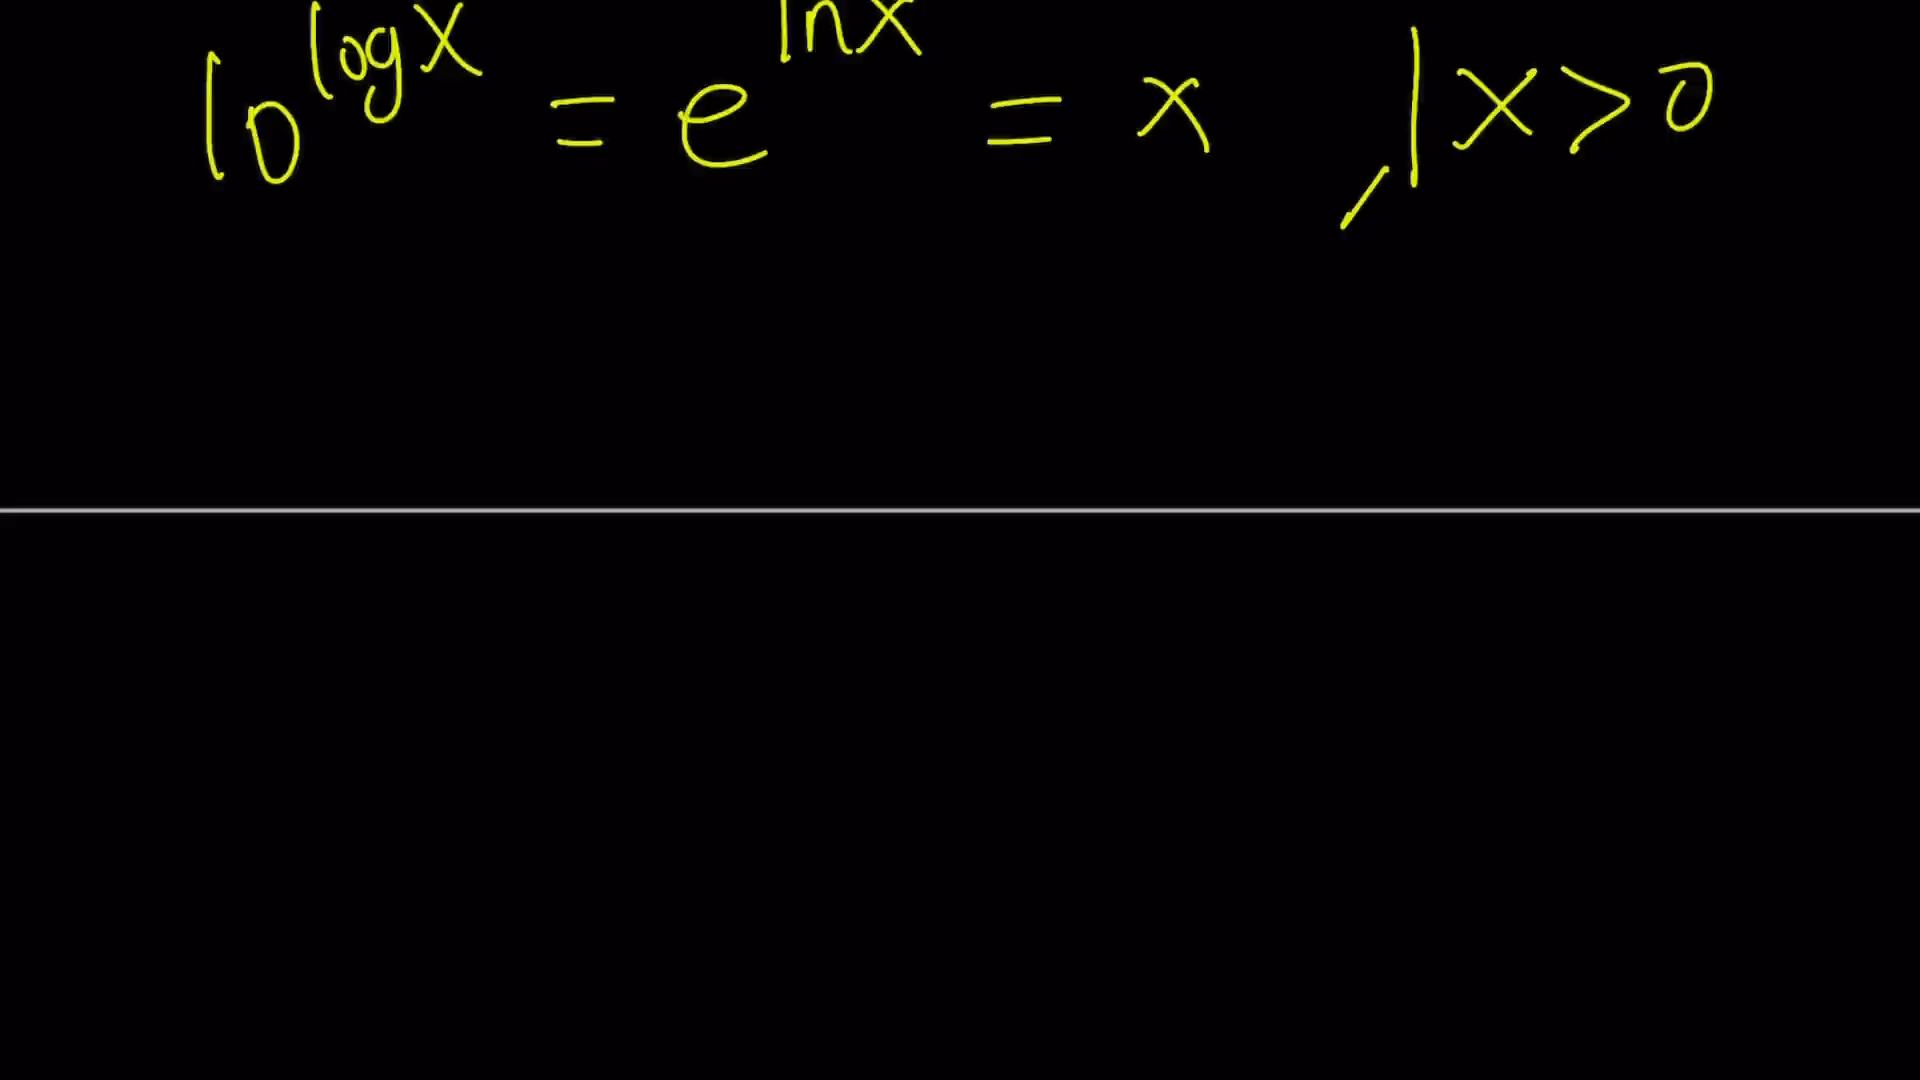 10^{log x} = e^{ln x} = x , | x > 0